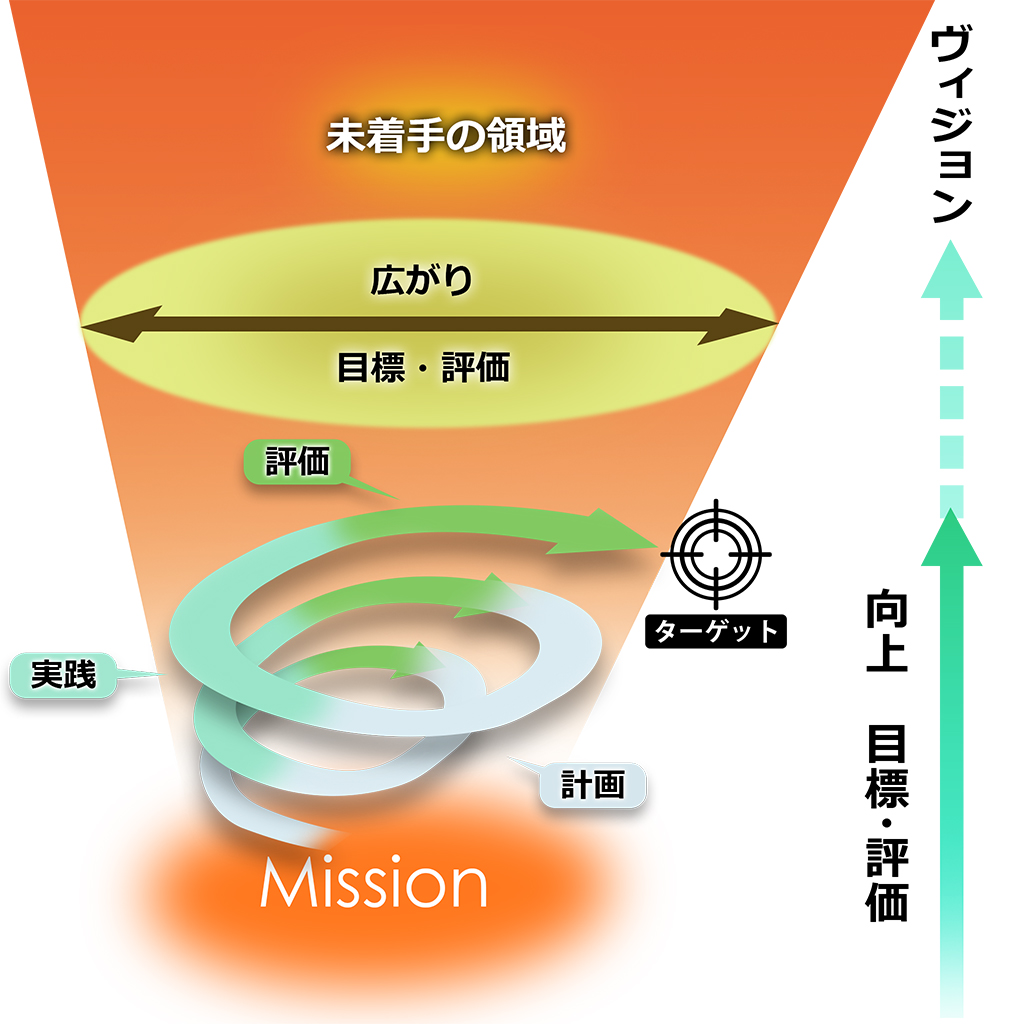 ヴィジョン
未着手の領域
広がり
目標・評価
評価
ターゲット
実践
計画
Mission
向上 目標・評価